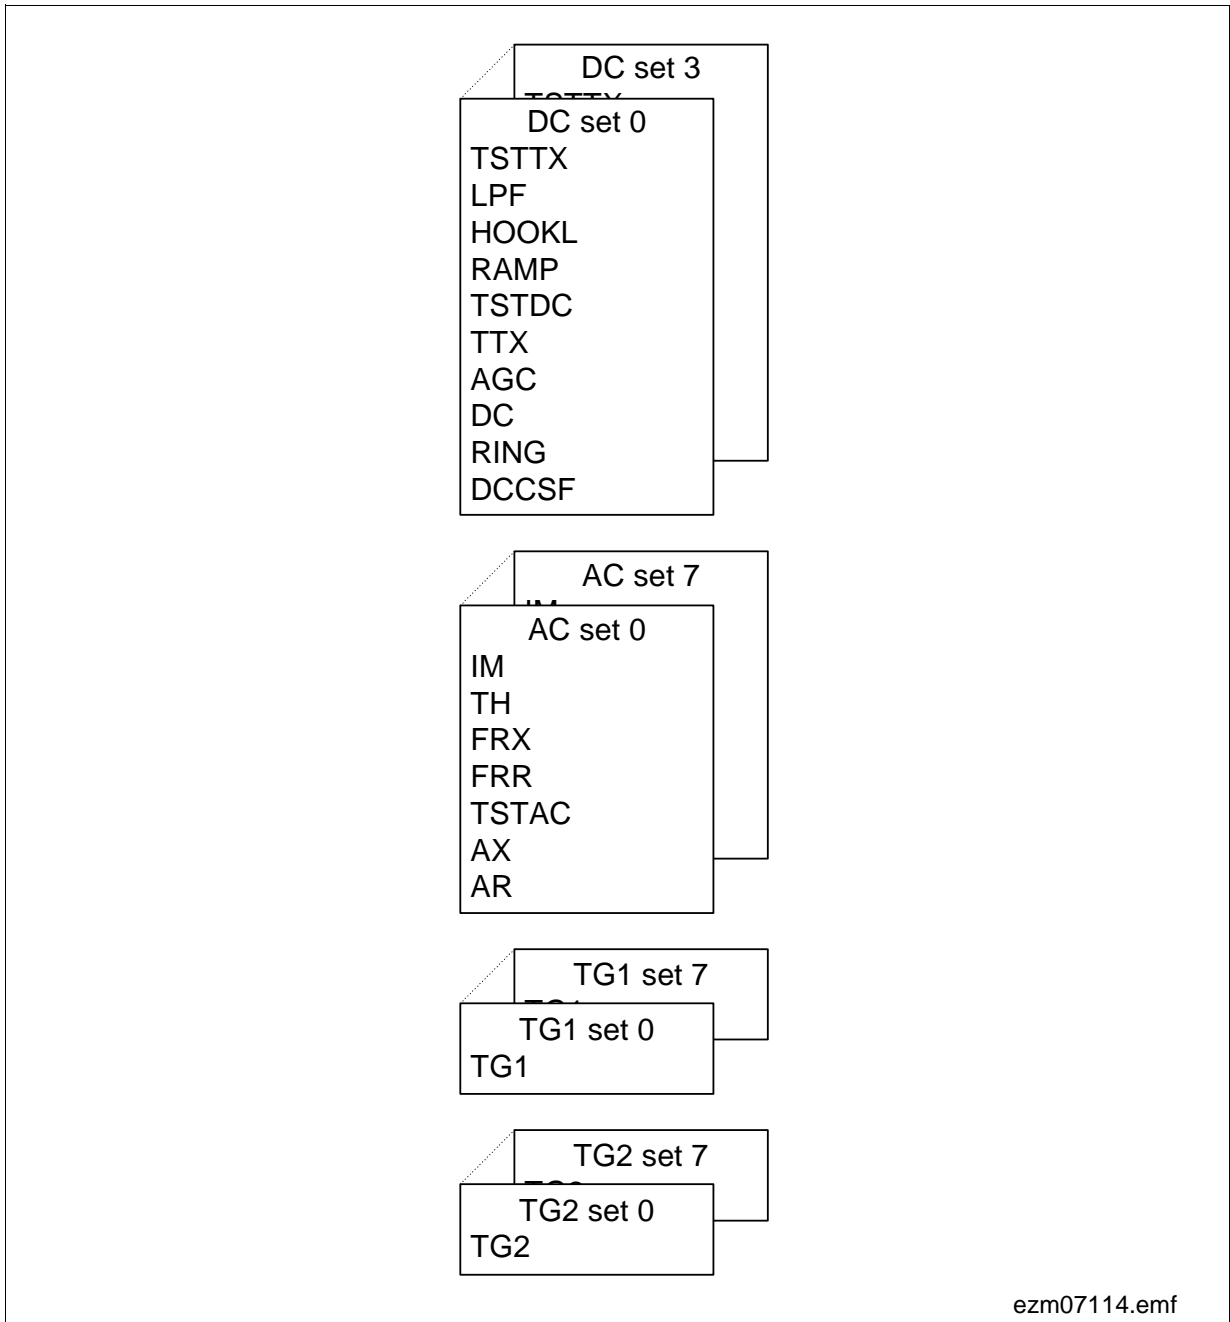 DC set 3
TSTTX
DC set 0
TSTTX
LPF
HOOKL
RAMP
TSTDC
TTX
AGC
DC
RING
DCCSF
AC set 7
IM
AC set 0
IM
TH
FRX
FRR
TSTAC
AX
AR
TG1 set 7
TG1 set 0
TG1
TG2 set 7
TG2 set 0
TG2
ezm07114.emf